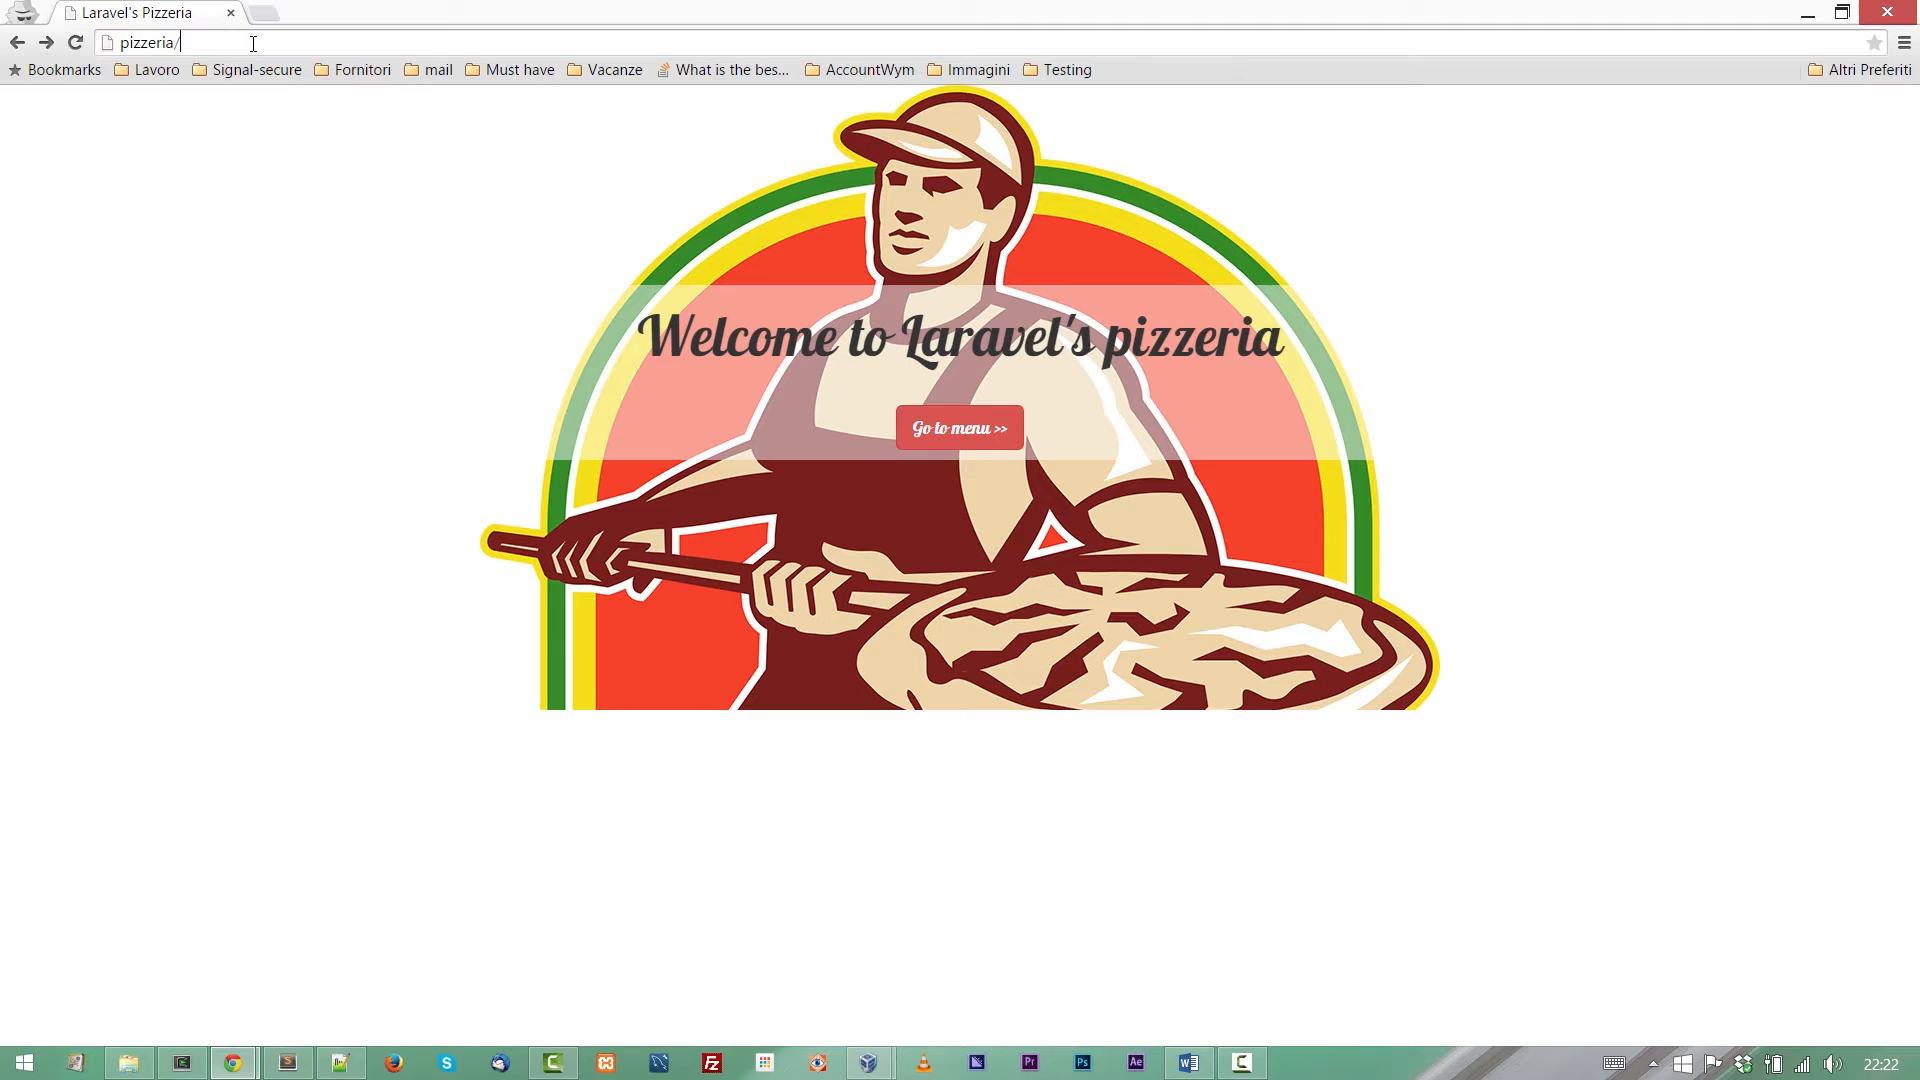 Laravel's Pizzeria
pizzeria/
Bookmarks Lavoro Signal-secure Fornitori mail Must have Vacanze What is the bes... AccountWym Immagini Testing Altri Preferiti
Welcome to Laravel's pizzeria
Go to menu >>
22:22